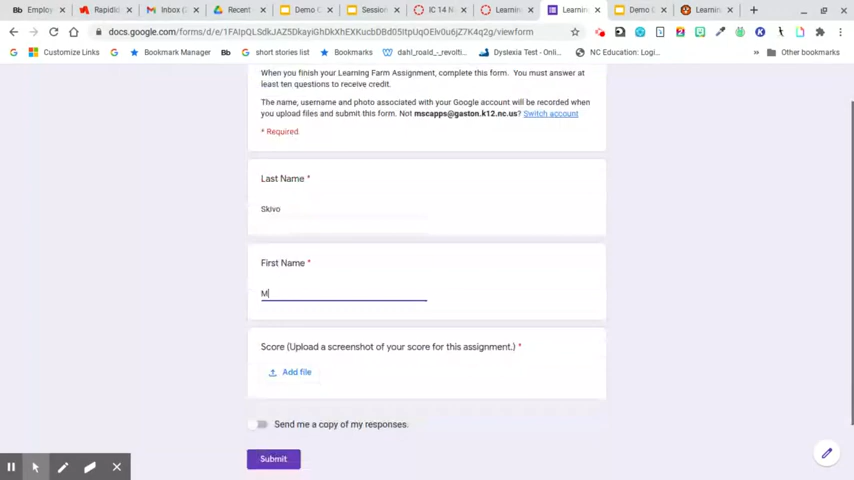 Employ
Rapidid
Inbox (2
Recent
Demo C
Session
IC 14 N
Learnin
Learnin
Demo C
Learnin
docs.google.com/forms/d/e/1FAIpQLSdkJAZ5DkayiGhDkXhEXKucbDBd05ItpUqOElv0u6jZ7K4q2g/viewform
Customize Links
Bookmark Manager
short stories list
Bookmarks
dahl_roald_-_revolti...
Dyslexia Test - Onli...
NC Education: Logi...
»
Other bookmarks
When you finish your Learning Farm Assignment, complete this form. You must answer at
least ten questions to receive credit.
The name, username and photo associated with your Google account will be recorded when
you upload files and submit this form. Not mscapps@gaston.k12.nc.us? Switch account
* Required
Last Name *
Skivo
First Name *
M
Score (Upload a screenshot of your score for this assignment.) *
Add file
Send me a copy of my responses.
Submit